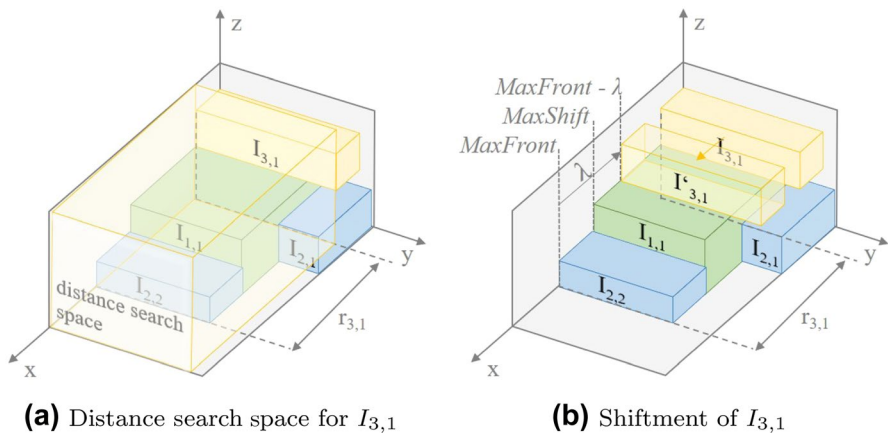 z
I3,1
I1,1
I2,1
I2,2
y
distance search
space
r3,1
x
(a) Distance search space for I3,1
z
MaxFront - λ
MaxShift
MaxFront
λ
I3,1
I‘3,1
I1,1
I2,1
I2,2
y
r3,1
x
(b) Shiftment of I3,1